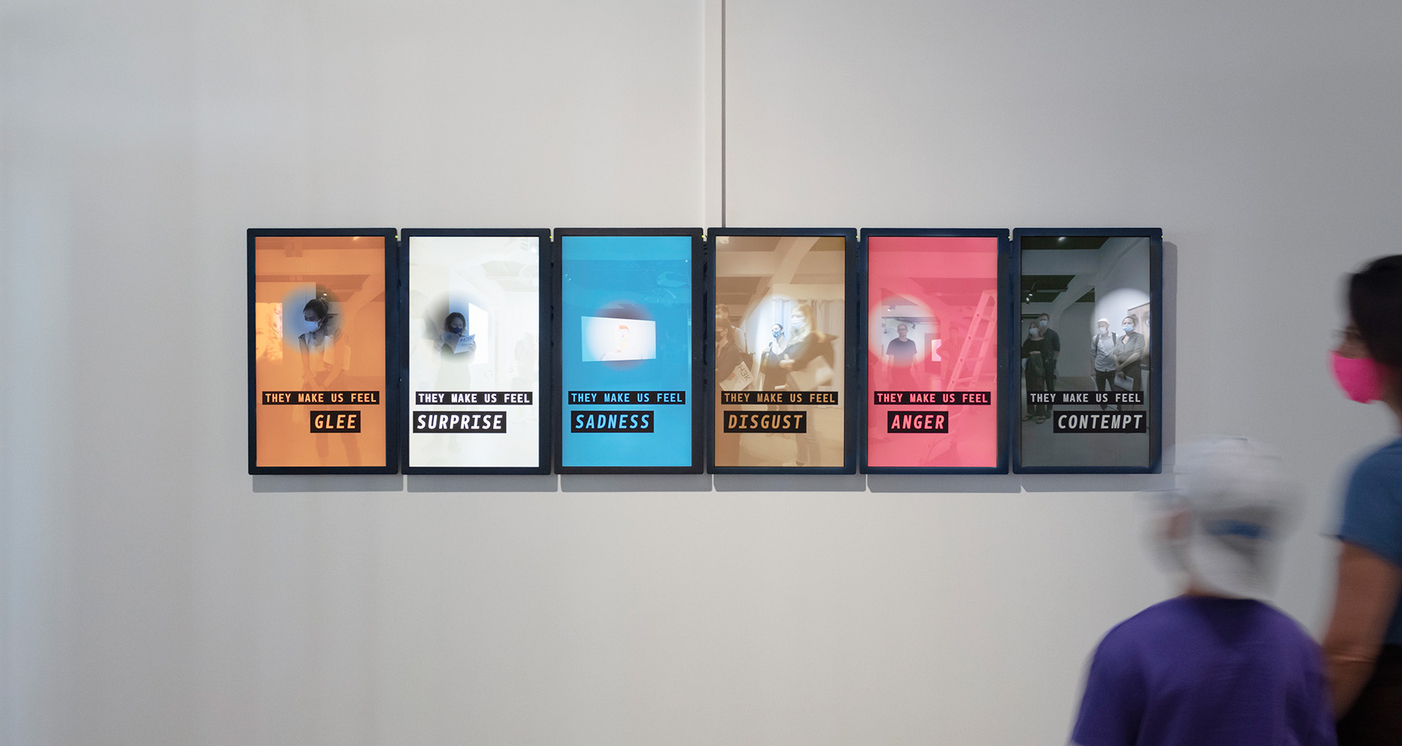 THEY MAKE US FEEL
GLEE
THEY MAKE US FEEL
SURPRISE
THEY MAKE US FEEL
SADNESS
THEY MAKE US FEEL
DISGUST
THEY MAKE US FEEL
ANGER
THEY MAKE US FEEL
CONTEMPT